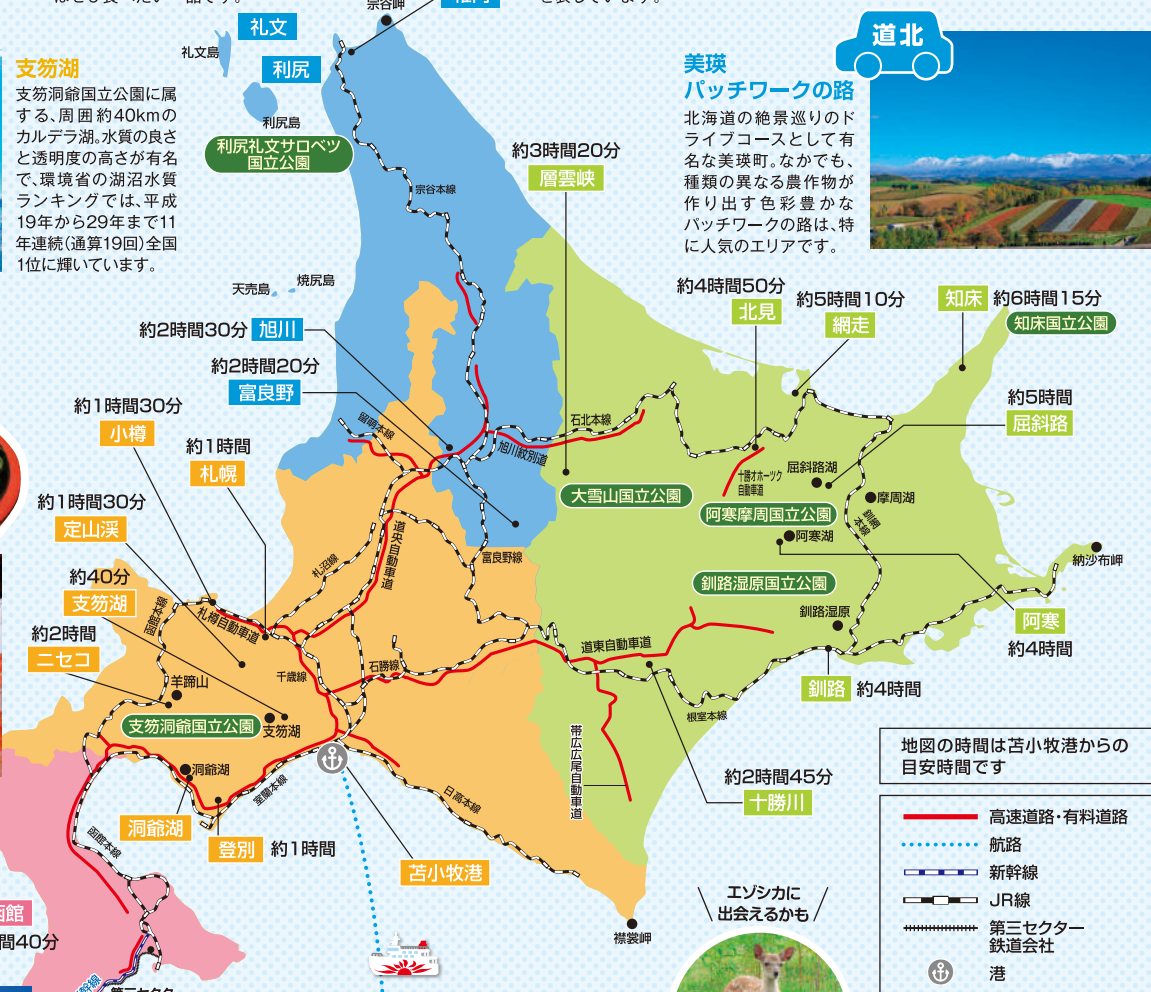 宗谷岬
礼文
礼文島
利尻
利尻島
利尻礼文サロベツ
国立公園
支笏湖
支笏洞爺国立公園に属
する、周囲約40kmの
カルデラ湖。水質の良さ
と透明度の高さが有名
で、環境省の湖沼水質
ランキングでは、平成
19年から29年まで11
年連続(通算19回)全国
1位に輝いています。
道北
美瑛
パッチワークの路
北海道の絶景巡りのド
ライブコースとして有
名な美瑛町。なかでも、
種類の異なる農作物が
作り出す色彩豊かな
パッチワークの路は、特
に人気のエリアです。
宗谷本線
約3時間20分
層雲峡
天売島
焼尻島
約2時間30分 旭川
約2時間20分
富良野
約4時間50分
北見
約5時間10分
網走
知床 約6時間15分
知床国立公園
約5時間
屈斜路
約1時間30分
小樽
約1時間
札幌
約1時間30分
定山渓
約40分
支笏湖
約2時間
ニセコ
留萌本線
石北本線
旭川紋別道
大雪山国立公園
十勝オホーツク
自動車道
屈斜路湖
摩周湖
阿寒摩周国立公園
阿寒湖
釧網
本線
釧路湿原国立公園
釧路湿原
納沙布岬
阿寒
約4時間
釧路 約4時間
札沼線
道央自動車道
富良野線
函館本線
札樽自動車道
千歳線
石勝線
道東自動車道
根室本線
帯広広尾自動車道
約2時間45分
十勝川
羊蹄山
支笏洞爺国立公園
支笏湖
洞爺湖
洞爺湖
登別 約1時間
室蘭本線
日高本線
苫小牧港
函館本線
襟裳岬
エゾシカに
出会えるかも
地図の時間は苫小牧港からの
目安時間です
高速道路・有料道路
航路
新幹線
JR線
第三セクター
鉄道会社
港
函館
間40分
幹線